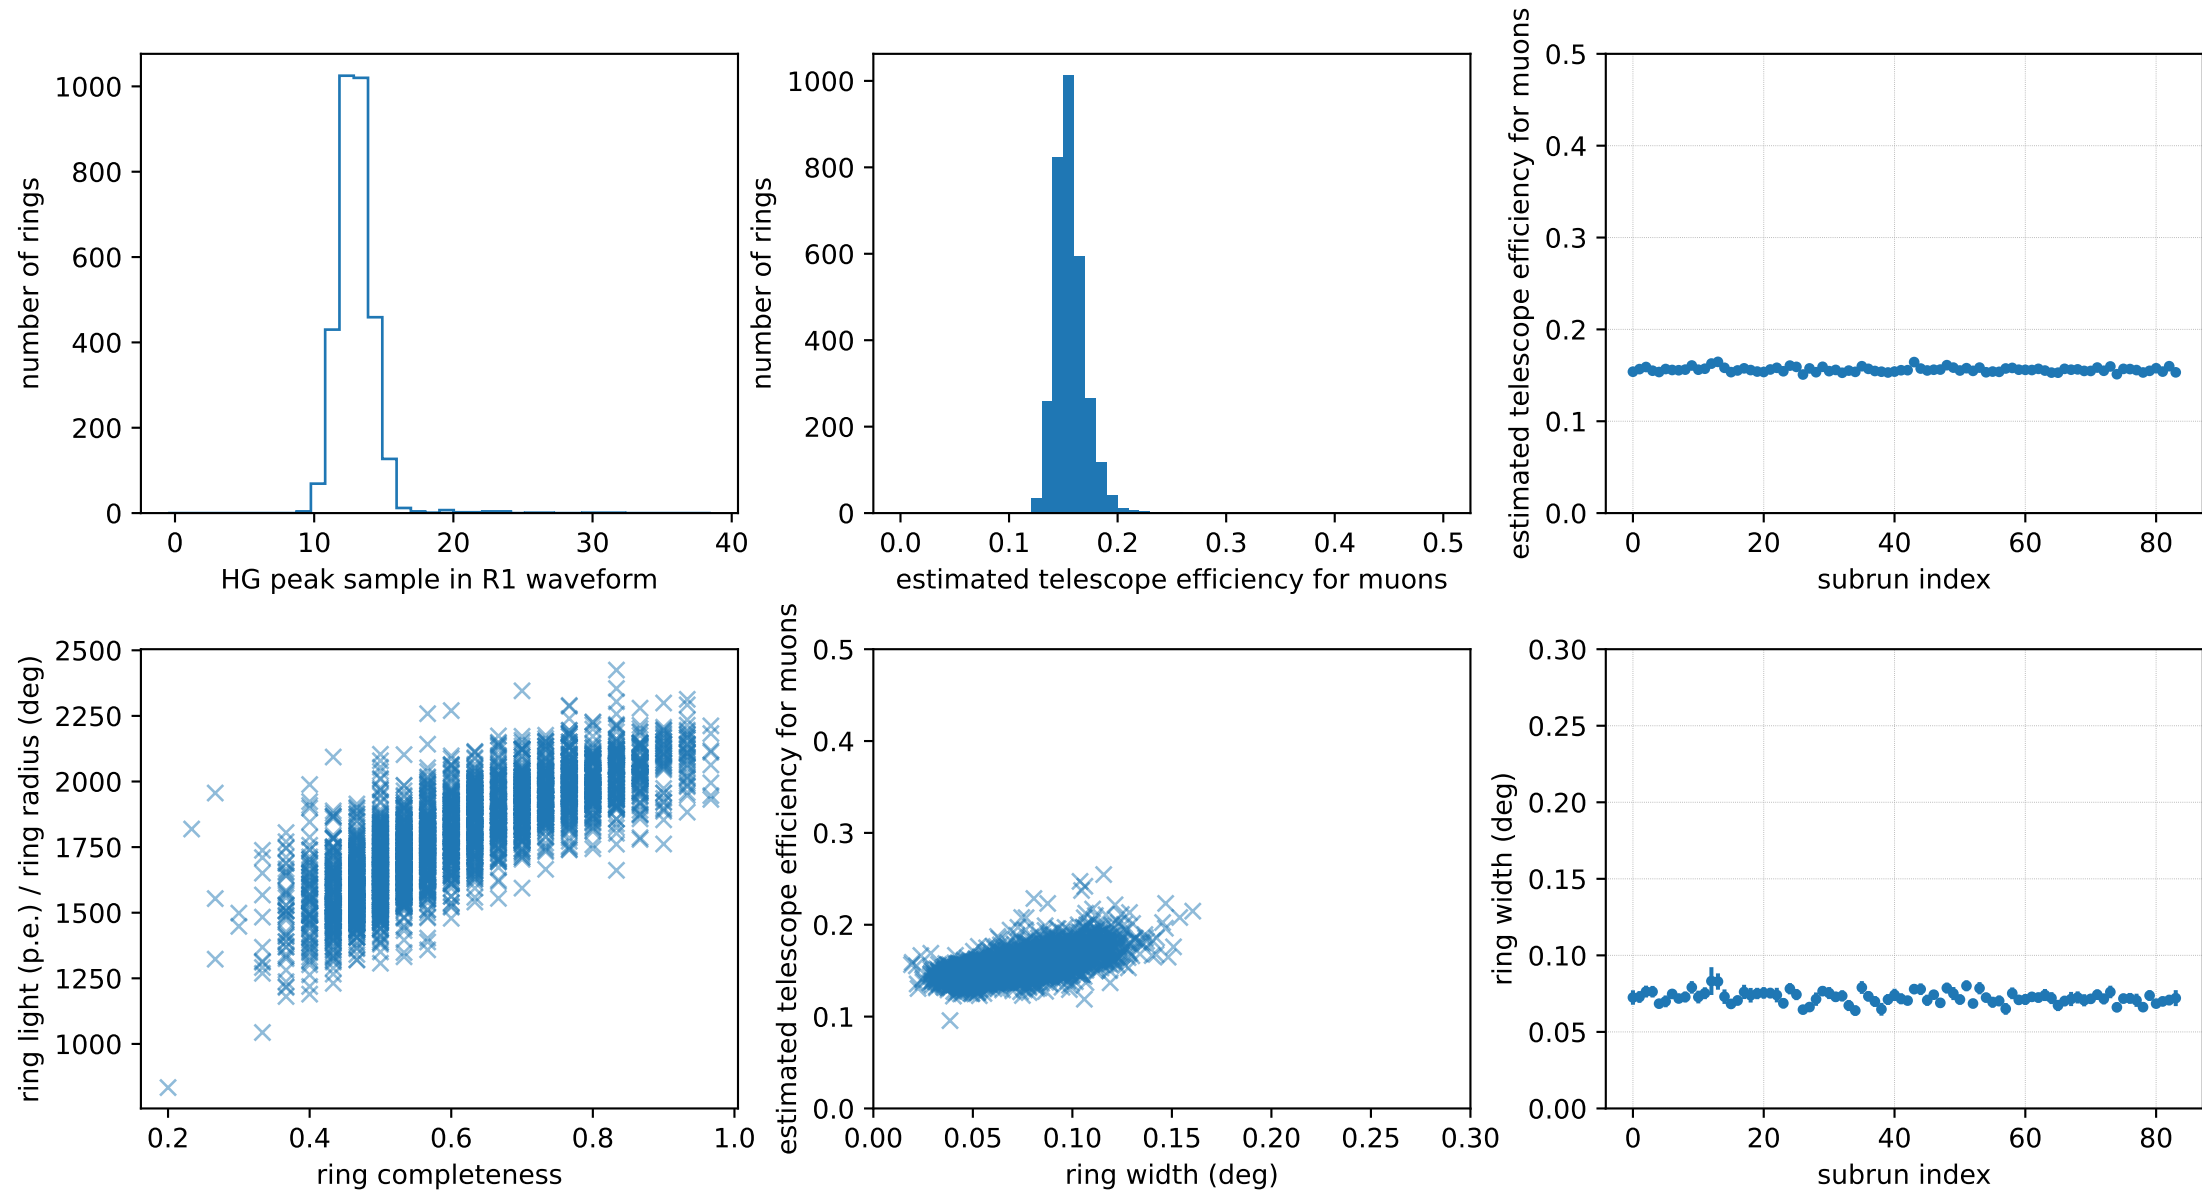 number of rings
1000
800
600
400
200
0
0 10 20 30 40
HG peak sample in R1 waveform
number of rings
1000
800
600
400
200
0
0.0 0.1 0.2 0.3 0.4 0.5
estimated telescope efficiency for muons
estimated telescope efficiency for muons
0.5
0.4
0.3
0.2
0.1
0.0
0 20 40 60 80
subrun index
ring light (p.e.) / ring radius (deg)
2500
2250
2000
1750
1500
1250
1000
0.2 0.4 0.6 0.8 1.0
ring completeness
estimated telescope efficiency for muons
0.5
0.4
0.3
0.2
0.1
0.0
0.00 0.05 0.10 0.15 0.20 0.25 0.30
ring width (deg)
ring width (deg)
0.30
0.25
0.20
0.15
0.10
0.05
0.00
0 20 40 60 80
subrun index